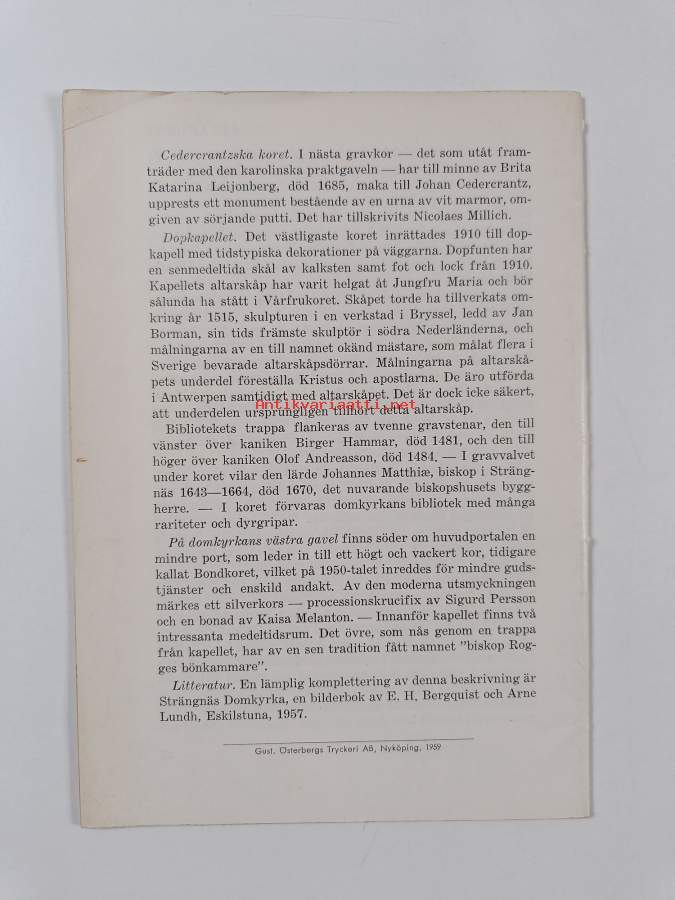 Cedercrantzska koret. I nästa gravkor — det som utåt fram-
träder med den karolinska praktgaveln — har till minne av Brita
Katarina Leijonberg, död 1685, maka till Johan Cedercrantz,
upprests ett monument bestående av en urna av vit marmor, om-
given av sörjande putti. Det har tillskrivits Nicolaes Millich.
Dopkapellet. Det västligaste koret inrättades 1910 till dop-
kapell med tidstypiska dekorationer på väggarna. Dopfunten har
en senmedeltida skål av kalksten samt fot och lock från 1910.
Kapellets altarskåp har varit helgat åt Jungfru Maria och bör
sålunda ha stått i Vårfrukoret. Skåpet torde ha tillverkats om-
kring år 1515, skulpturen i en verkstad i Bryssel, ledd av Jan
Borman, sin tids främste skulptör i södra Nederländerna, och
målningarna av en till namnet okänd mästare, som målat flera i
Sverige bevarade altarskåpsdörrar. Målningarna på altarskå-
pets underdel föreställa Kristus och apostlarna. De äro utförda
i Antwerpen samtidigt med altarskåpet. Det är dock icke säkert,
Antikvariaatti.net
att underdelen ursprungligen tillhört detta altarskåp.
Bibliotekets trappa flankeras av tvenne gravstenar, den till
vänster över kaniken Birger Hammar, död 1481, och den till
höger över kaniken Olof Andreasson, död 1484. — I gravvalvet
under koret vilar den lärde Johannes Matthiæ, biskop i Sträng-
näs 1643—1664, död 1670, det nuvarande biskopshusets bygg-
herre. — I koret förvaras domkyrkans bibliotek med många
rariteter och dyrgripar.
På domkyrkans västra gavel finns söder om huvudportalen en
mindre port, som leder in till ett högt och vackert kor, tidigare
kallat Bondkoret, vilket på 1950-talet inreddes för mindre guds-
tjänster och enskild andakt. Av den moderna utsmyckningen
märkes ett silverkors — processionskrucifix av Sigurd Persson
och en bonad av Kaisa Melanton. — Innanför kapellet finns två
intressanta medeltidsrum. Det övre, som nås genom en trappa
från kapellet, har av en sen tradition fått namnet "biskop Rog-
ges bönkammare".
Litteratur. En lämplig komplettering av denna beskrivning är
Strängnäs Domkyrka, en bilderbok av E. H. Bergquist och Arne
Lundh, Eskilstuna, 1957.
Gust. Österbergs Tryckeri AB, Nyköping, 1959